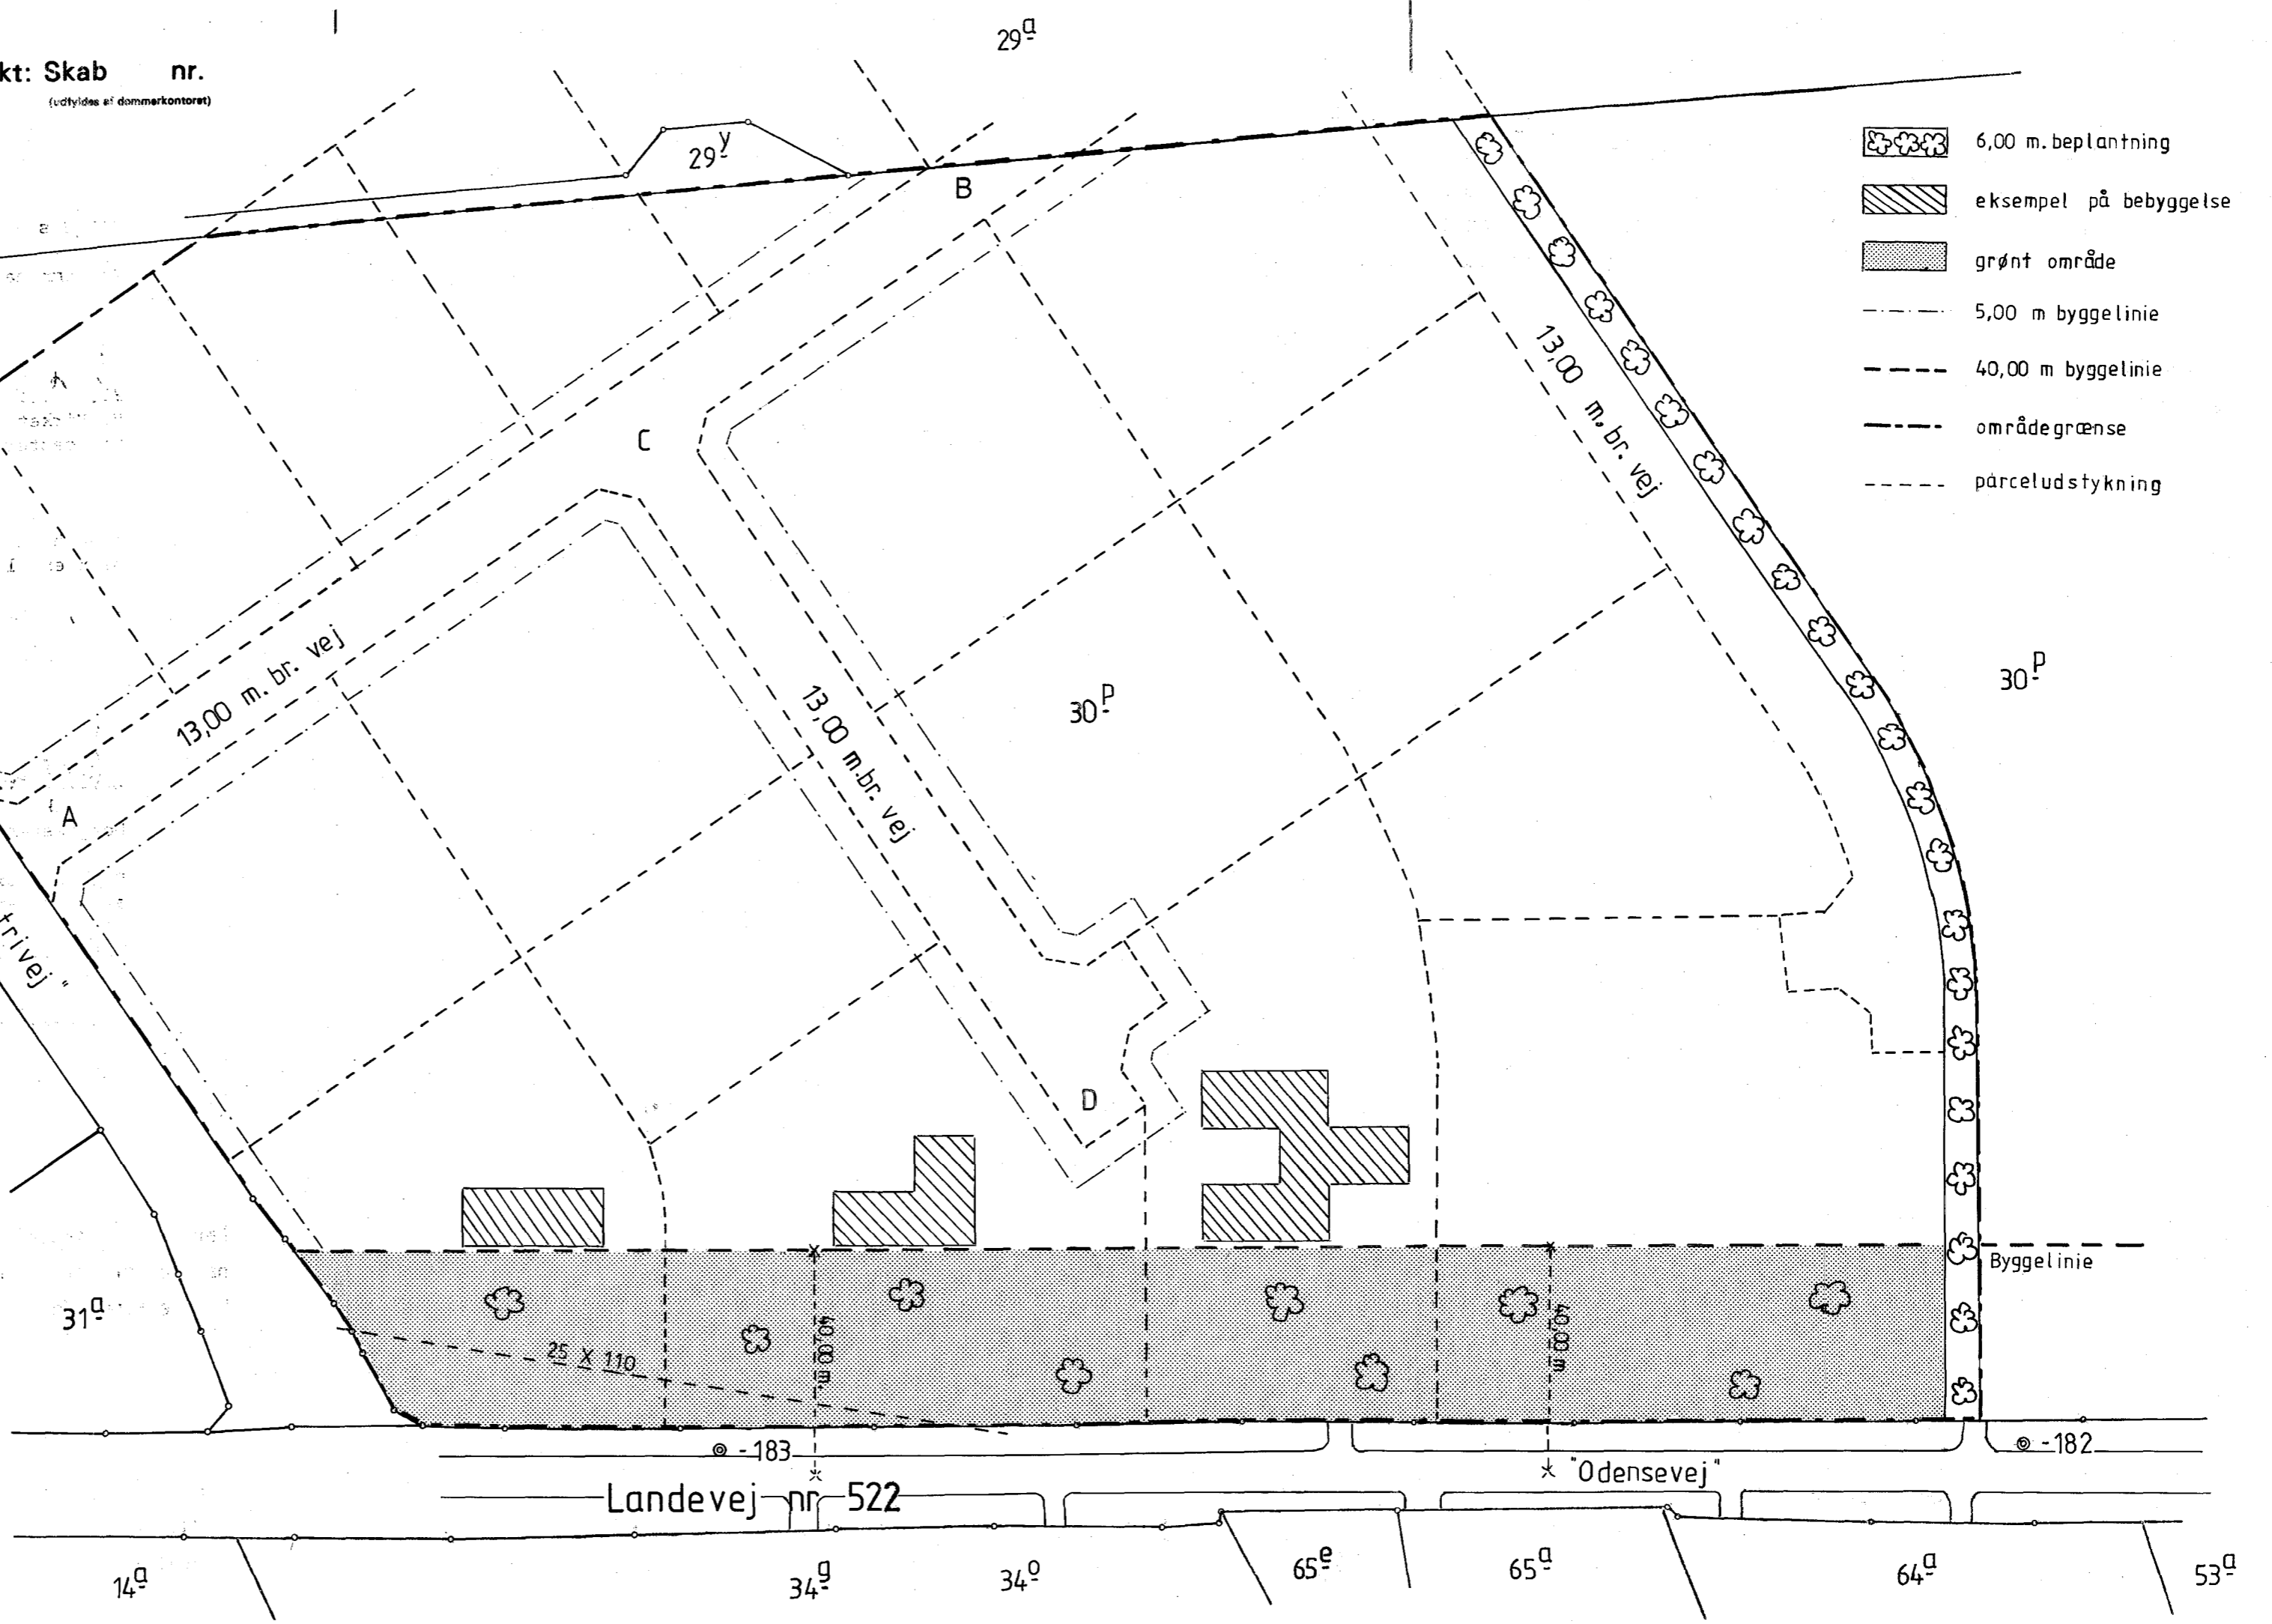 kt: Skab nr.
(udfyldes af dommerkontoret)
29a
29y
B
6,00 m. beplantning
eksempel på bebyggelse
grønt område
5,00 m byggelinie
40,00 m byggelinie
områdegrænse
parceludstykning
13,00 m. br. vej
C
13,00 m. br. vej
30p
30p
13,00 m. br. vej
A
trivej"
D
Byggelinie
31a
25 X 110
40,00 m.
40,00 m
-183
-182
"Odensevej"
Landevej nr 522
14a
34g
34o
65e
65a
64a
53a